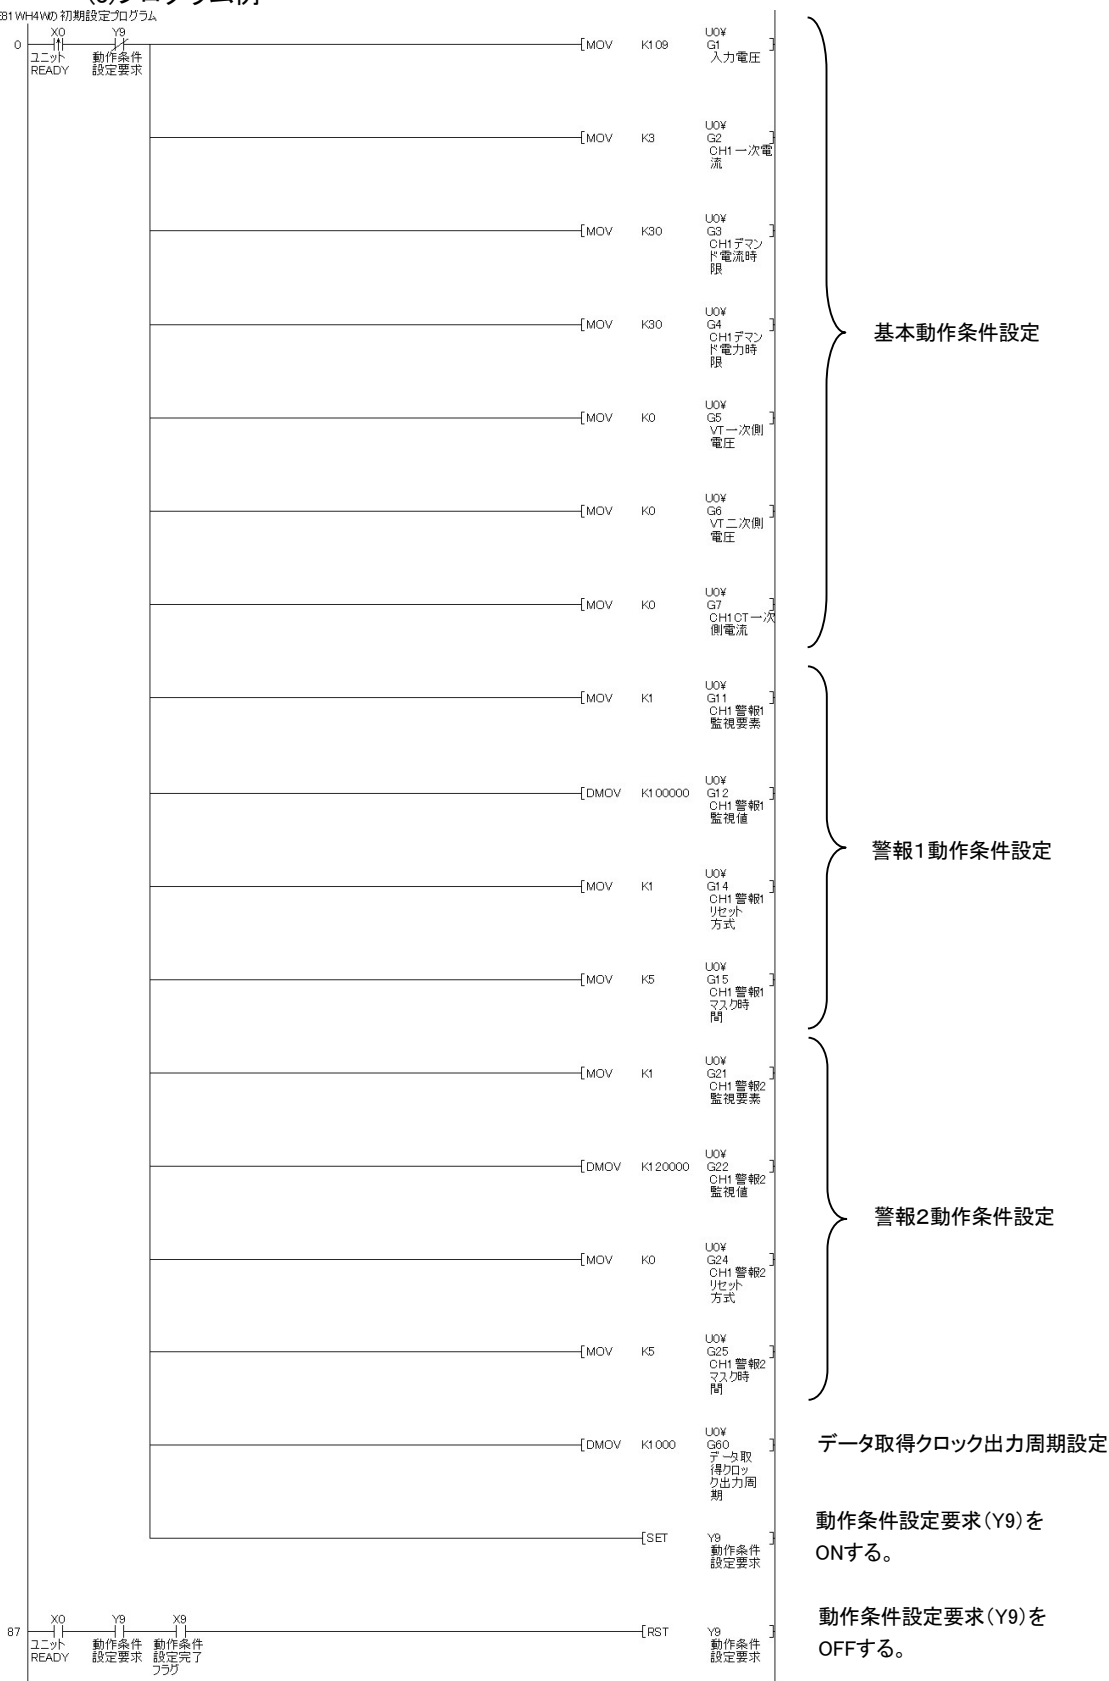 (3)プログラム例
E81WH4Wの初期設定プログラム
0
X0
ユニット
READY
Y9
動作条件
設定要求
MOV K109 U0¥
G1
入力電圧
MOV K3 U0¥
G2
CH1一次電
流
MOV K30 U0¥
G3
CH1デマン
ド電流時
限
MOV K30 U0¥
G4
CH1デマン
ド電力時
限
MOV K0 U0¥
G5
VT一次側
電圧
MOV K0 U0¥
G6
VT二次側
電圧
MOV K0 U0¥
G7
CH1CT一次
側電流
基本動作条件設定
MOV K1 U0¥
G11
CH1警報1
監視要素
DMOV K100000 U0¥
G12
CH1警報1
監視値
MOV K1 U0¥
G14
CH1警報1
リセット
方式
MOV K5 U0¥
G15
CH1警報1
マスク時
間
警報1動作条件設定
MOV K1 U0¥
G21
CH1警報2
監視要素
DMOV K120000 U0¥
G22
CH1警報2
監視値
MOV K0 U0¥
G24
CH1警報2
リセット
方式
MOV K5 U0¥
G25
CH1警報2
マスク時
間
警報2動作条件設定
DMOV K1000 U0¥
G60
データ取
得クロッ
ク出力周
期
データ取得クロック出力周期設定
SET Y9
動作条件
設定要求
動作条件設定要求(Y9)を
ONする。
87
X0
ユニット
READY
Y9
動作条件
設定要求
X9
動作条件
設定完了
フラグ
RST Y9
動作条件
設定要求
動作条件設定要求(Y9)を
OFFする。